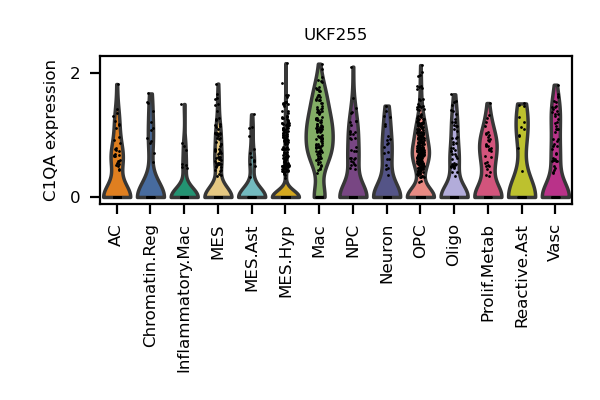 UKF255
C1QA expression
2
0
AC
Chromatin.Reg
Inflammatory.Mac
MES
MES.Ast
MES.Hyp
Mac
NPC
Neuron
OPC
Oligo
Prolif.Metab
Reactive.Ast
Vasc